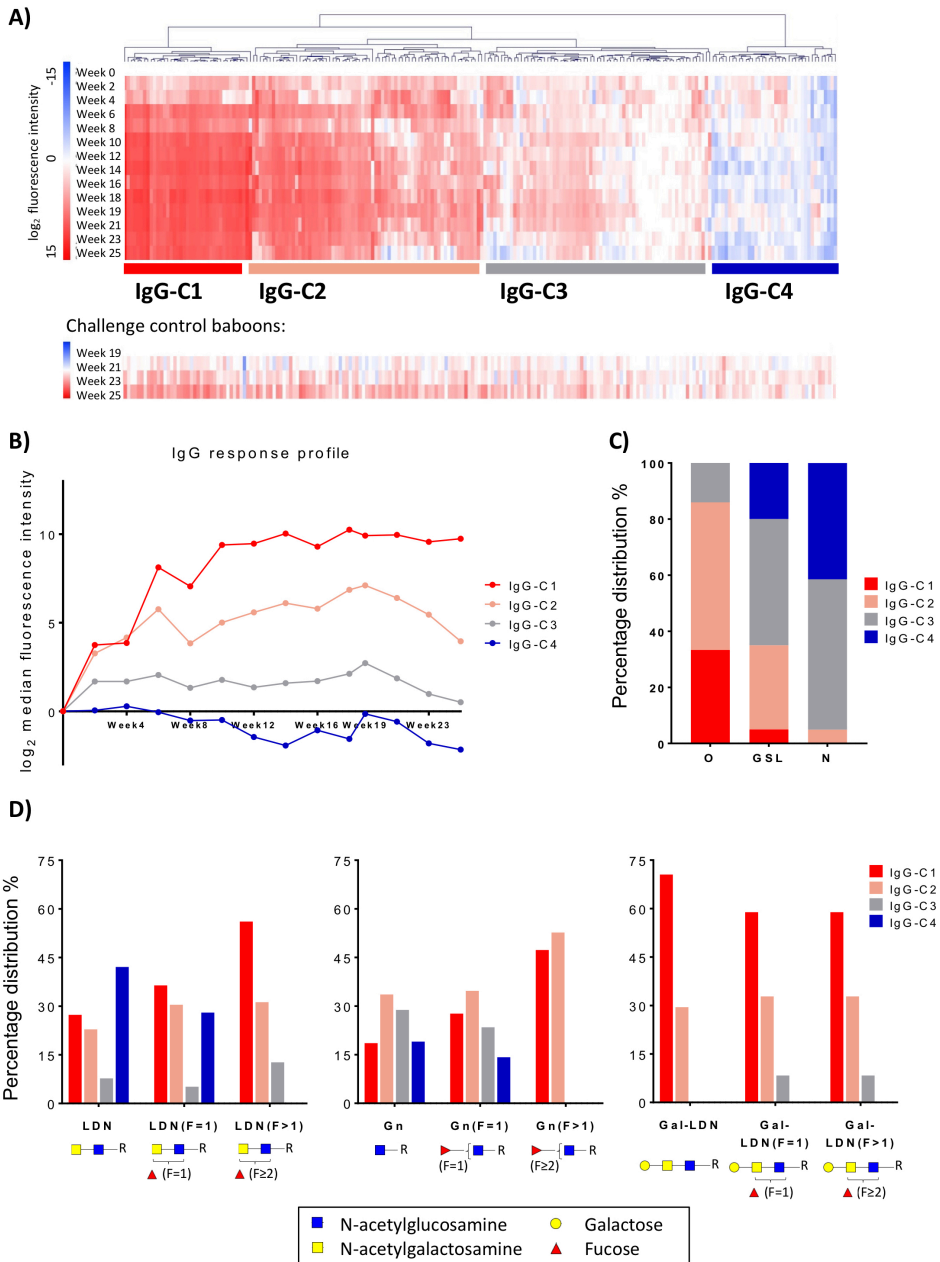 A)
-15
0
15
log2 fluorescence intensity
Week 0
Week 2
Week 4
Week 6
Week 8
Week 10
Week 12
Week 14
Week 16
Week 18
Week 19
Week 21
Week 23
Week 25
IgG-C1 IgG-C2 IgG-C3 IgG-C4
Challenge control baboons:
Week 19
Week 21
Week 23
Week 25
B)
IgG response profile
log2 median fluorescence intensity
10
5
0
Week4 Week8 Week12 Week16 Week19 Week23
IgG-C1
IgG-C2
IgG-C3
IgG-C4
C)
Percentage distribution %
100
80
60
40
20
0
O GSL N
IgG-C1
IgG-C2
IgG-C3
IgG-C4
D)
Percentage distribution %
75
60
45
30
15
0
LDN LDN(F=1) LDN(F>1)
R R R
(F=1) (F≥2)
75
60
45
30
15
0
Gn Gn(F=1) Gn(F>1)
R R R
(F=1) (F≥2)
75
60
45
30
15
0
Gal-LDN Gal-LDN(F=1) Gal-LDN(F>1)
R R R
(F=1) (F≥2)
IgG-C1
IgG-C2
IgG-C3
IgG-C4
N-acetylglucosamine Galactose
N-acetylgalactosamine Fucose